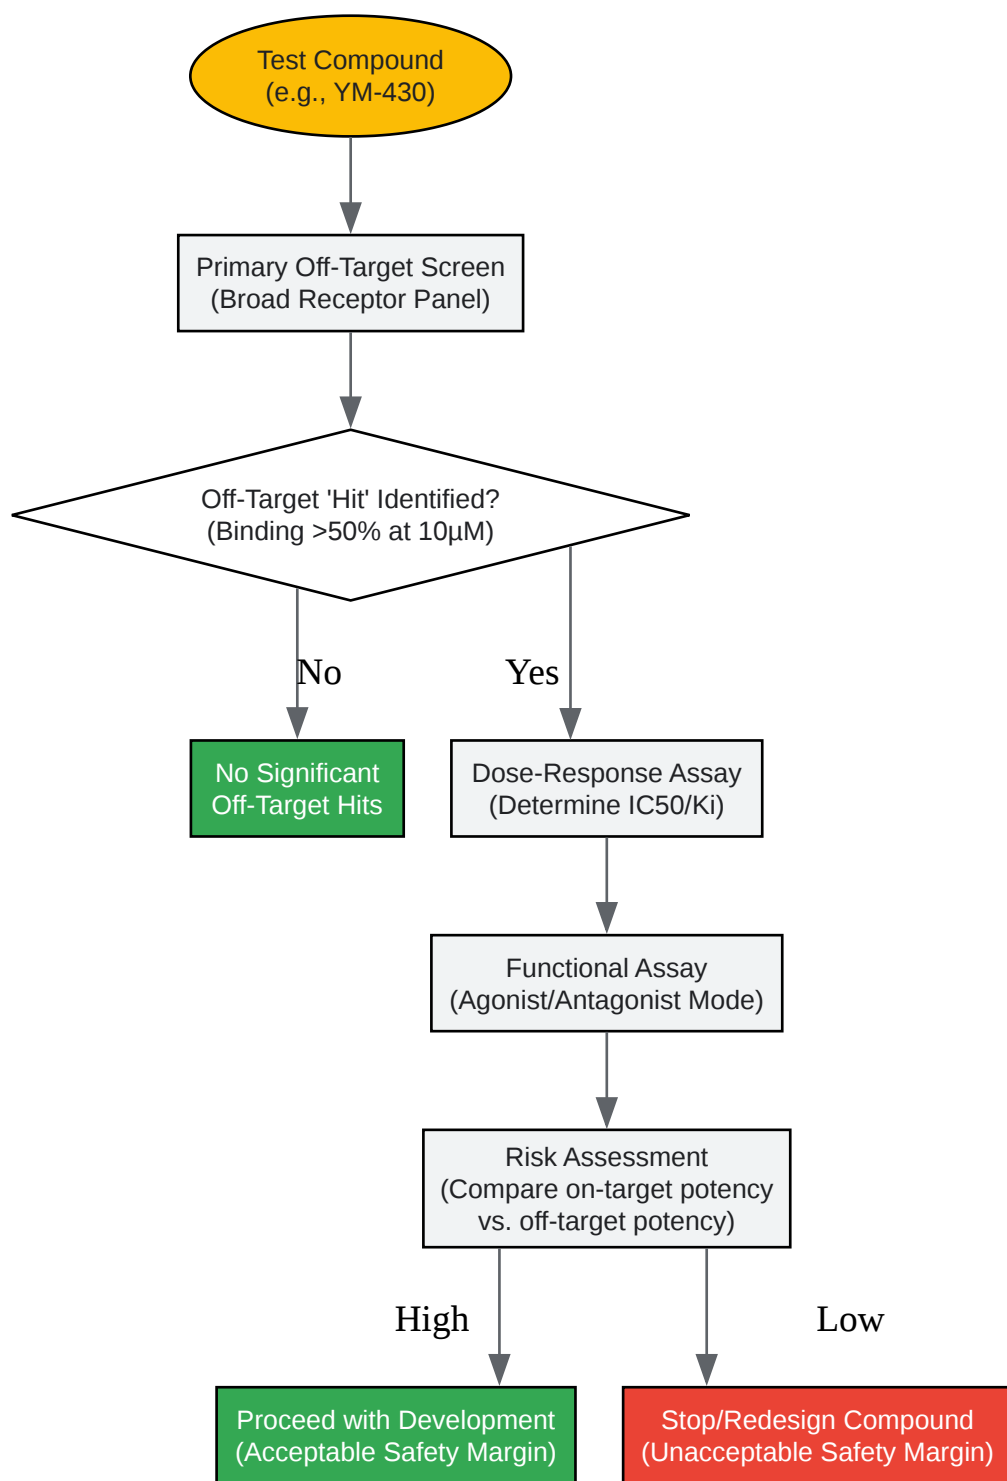 Test Compound
(e.g., YM-430)
Primary Off-Target Screen
(Broad Receptor Panel)
Off-Target 'Hit' Identified?
(Binding >50% at 10µM)
No
Yes
No Significant
Off-Target Hits
Dose-Response Assay
(Determine IC50/Ki)
Functional Assay
(Agonist/Antagonist Mode)
Risk Assessment
(Compare on-target potency
vs. off-target potency)
High
Low
Proceed with Development
(Acceptable Safety Margin)
Stop/Redesign Compound
(Unacceptable Safety Margin)